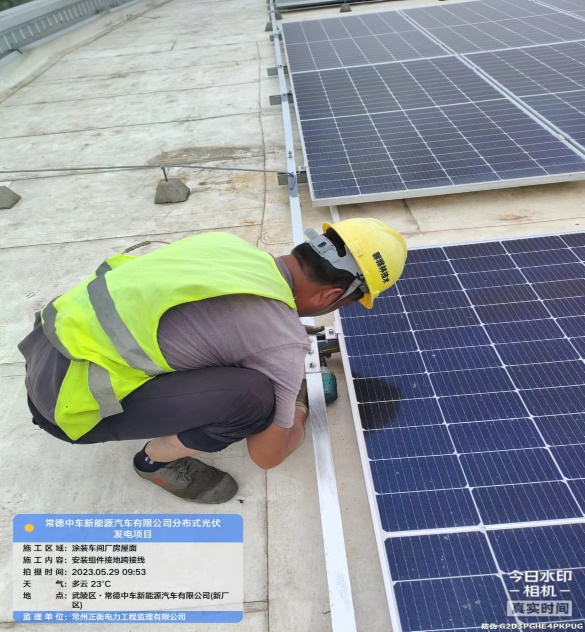 常德中车新能源汽车有限公司分布式光伏
发电项目
施工区域：涂装车间厂房屋面
施工内容：安装组件接地跨接线
拍摄时间：2023.05.29 09:53
天气：多云 23°C
地点：武陵区·常德中车新能源汽车有限公司(新厂
区)
监理单位：常州正衡电力工程监理有限公司
今日水印
相机
真实时间
防伪 G2D3PGHE4PKPUG